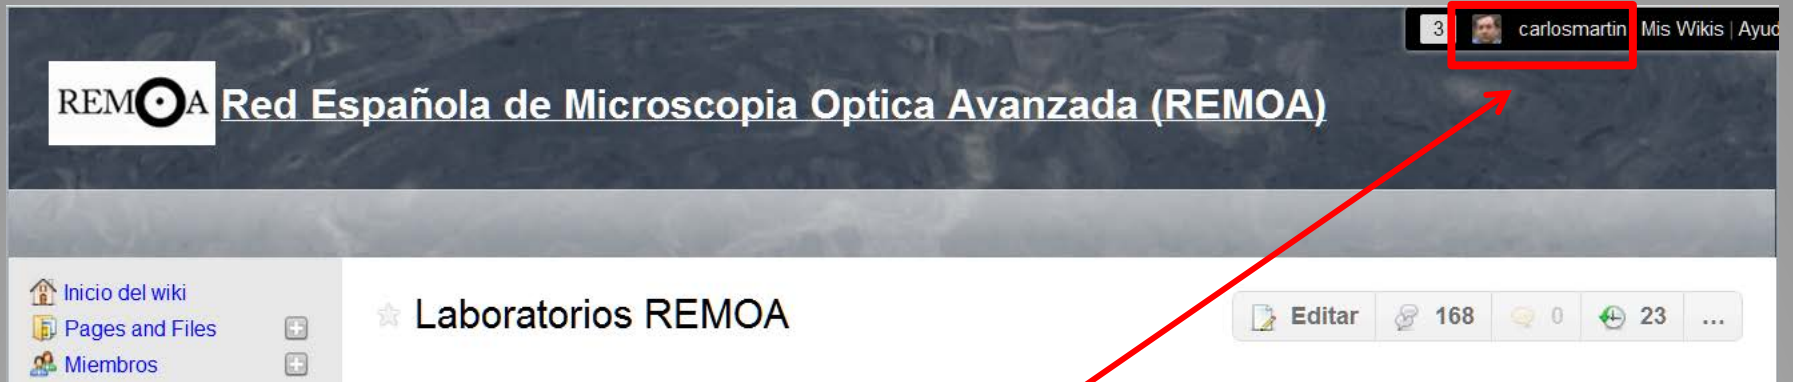 3 carlosmartin Mis Wikis | Ayud
REMOA Red Española de Microscopia Optica Avanzada (REMOA)
Inicio del wiki
Laboratorios REMOA
Editar 168 0 23 ...
Pages and Files
Miembros